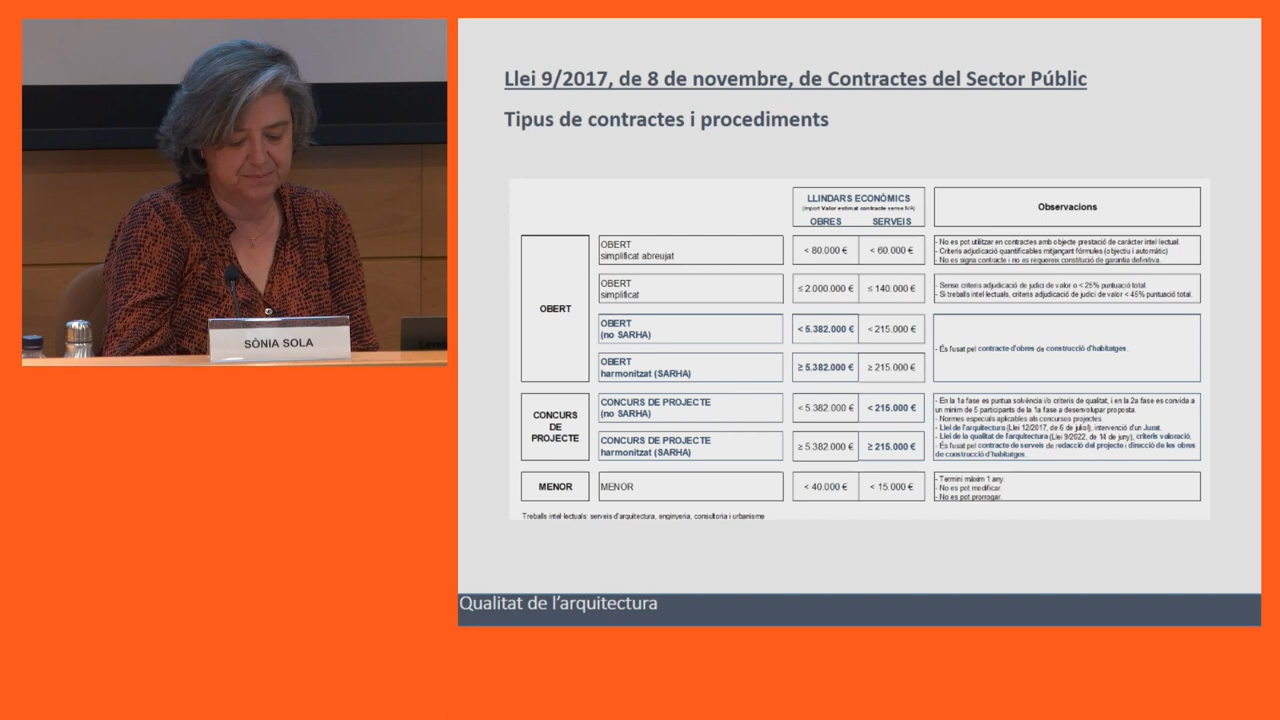 SÒNIA SOLA
Llei 9/2017, de 8 de novembre, de Contractes del Sector Públic
Tipus de contractes i procediments
LLINDARS ECONÒMICS
(Import Valor estimat contracte sense IVA)
OBRES SERVEIS
Observacions
OBERT
OBERT
simplificat abreujat
< 80.000 € < 60.000 €
- No es pot utilitzar en contractes amb objecte prestació de caràcter intel·lectual.
- Criteris adjudicació quantificables mitjançant fórmules (objectiu i automàtic)
- No es signa contracte i no es requereix constitució de garantia definitiva.
OBERT
simplificat
≤ 2.000.000 € ≤ 140.000 €
- Sense criteris adjudicació de judici de valor o < 25% puntuació total.
- Si treballs intel·lectuals, criteris adjudicació de judici de valor < 45% puntuació total.
OBERT
(no SARHA)
< 5.382.000 € < 215.000 €
OBERT
harmonitzat (SARHA)
≥ 5.382.000 € ≥ 215.000 €
- És l'usat pel contracte d'obres de construcció d'habitatges.
CONCURS
DE
PROJECTE
CONCURS DE PROJECTE
(no SARHA)
< 5.382.000 € < 215.000 €
CONCURS DE PROJECTE
harmonitzat (SARHA)
≥ 5.382.000 € ≥ 215.000 €
- En la 1a fase es puntua solvència i/o criteris de qualitat, i en la 2a fase es convida a
un mínim de 5 participants de la 1a fase a desenvolupar proposta.
- Normes especials aplicables als concursos projectes.
- Llei de l'arquitectura (Llei 12/2017, de 6 de juliol), intervenció d'un Jurat.
- Llei de la qualitat de l'arquitectura (Llei 9/2022, de 14 de juny), criteris valoració.
- És l'usat pel contracte de serveis de redacció del projecte i direcció de les obres
de construcció d'habitatges.
MENOR
MENOR
< 40.000 € < 15.000 €
- Termini màxim 1 any.
- No es pot modificar.
- No es pot prorrogar.
Treballs intel·lectuals: serveis d'arquitectura, enginyeria, consultoria i urbanisme
Qualitat de l'arquitectura